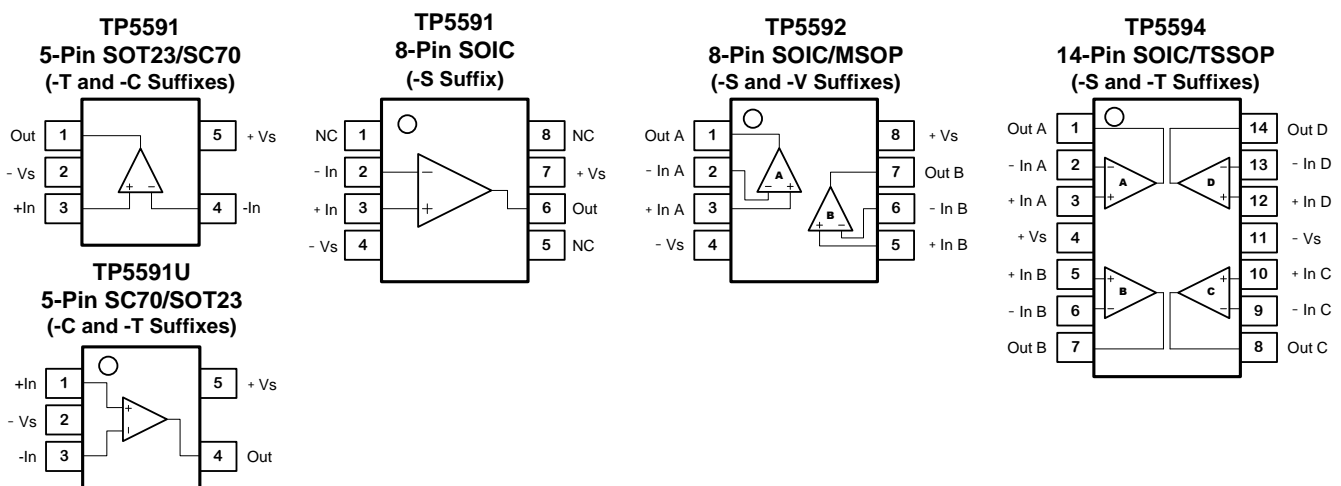 TP5591
5-Pin SOT23/SC70
(-T and -C Suffixes)
Out 1 5 + Vs
- Vs 2
+In 3 4 -In
+ -
TP5591U
5-Pin SC70/SOT23
(-C and -T Suffixes)
+In 1 5 + Vs
- Vs 2
-In 3 4 Out
+
-
TP5591
8-Pin SOIC
(-S Suffix)
NC 1 8 NC
- In 2 7 + Vs
+ In 3 6 Out
- Vs 4 5 NC
-
+
TP5592
8-Pin SOIC/MSOP
(-S and -V Suffixes)
Out A 1 8 + Vs
- In A 2 7 Out B
+ In A 3 6 - In B
- Vs 4 5 + In B
A
- +
B
+ -
TP5594
14-Pin SOIC/TSSOP
(-S and -T Suffixes)
Out A 1 14 Out D
- In A 2 13 - In D
+ In A 3 12 + In D
+ Vs 4 11 - Vs
+ In B 5 10 + In C
- In B 6 9 - In C
Out B 7 8 Out C
- -
A D
+ +
+ +
B C
- -